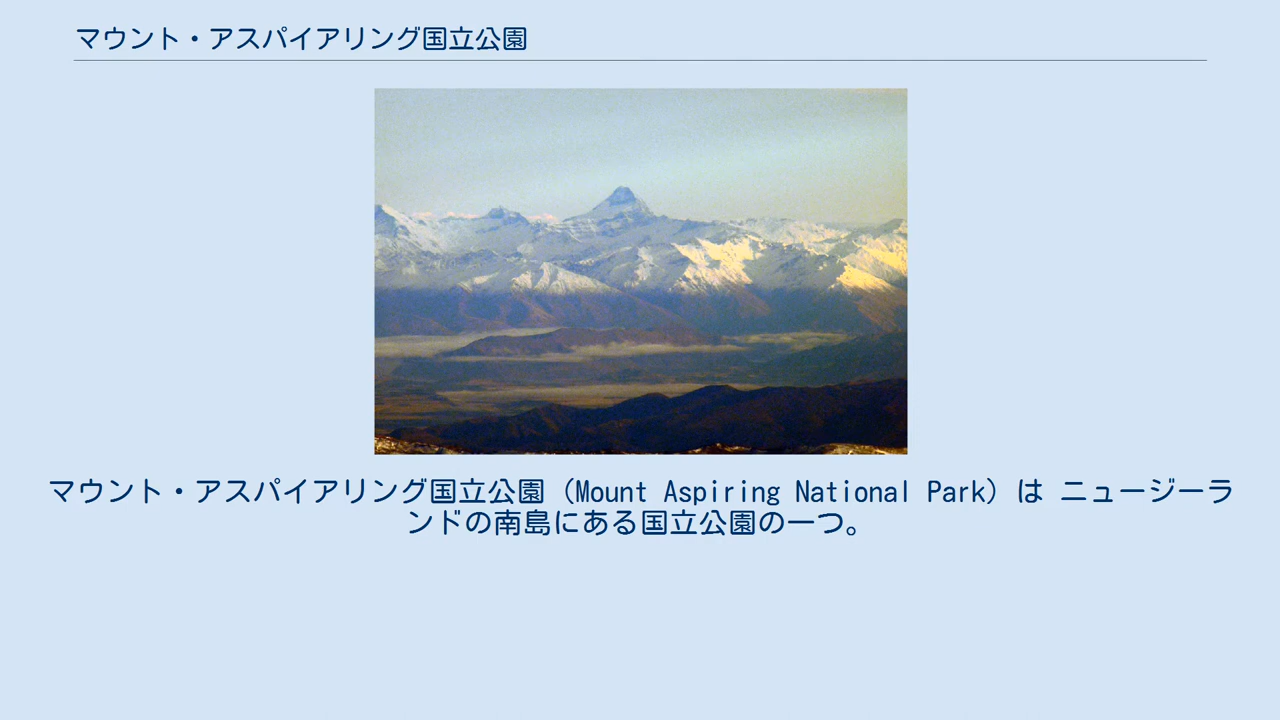 マウント・アスパイアリング国立公園
マウント・アスパイアリング国立公園（Mount Aspiring National Park）は ニュージーラ
ンドの南島にある国立公園の一つ。